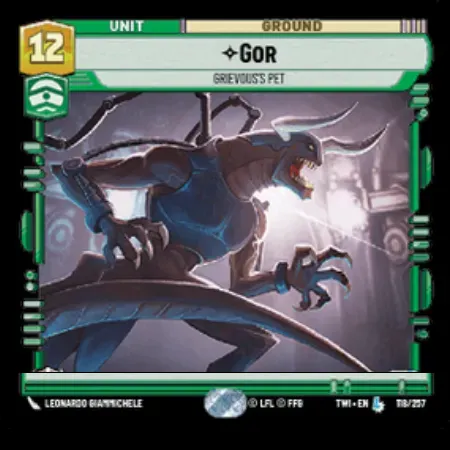 UNIT
GROUND
12
✧GOR
GRIEVOUS'S PET
LEONARDO GIAMMICHELE
© LFL © FFG
TWI • EN
118/257